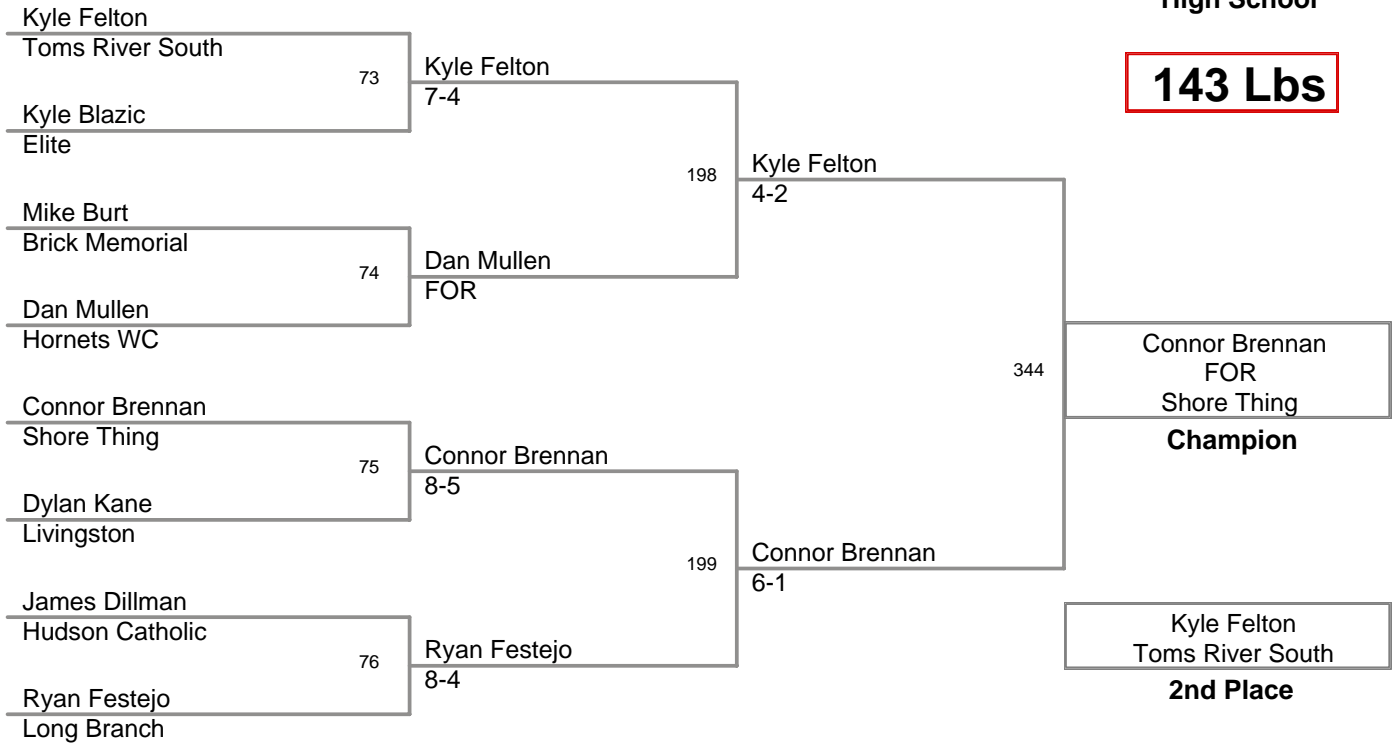 High School
143 Lbs
Kyle Felton
Toms River South
73
Kyle Blazic
Elite
Mike Burt
Brick Memorial
74
Dan Mullen
Hornets WC
Connor Brennan
Shore Thing
75
Dylan Kane
Livingston
James Dillman
Hudson Catholic
76
Ryan Festejo
Long Branch
Kyle Felton
7-4
198
Dan Mullen
FOR
Connor Brennan
8-5
199
Ryan Festejo
8-4
Kyle Felton
4-2
344
Connor Brennan
6-1
Connor Brennan
FOR
Shore Thing
Champion
Kyle Felton
Toms River South
2nd Place